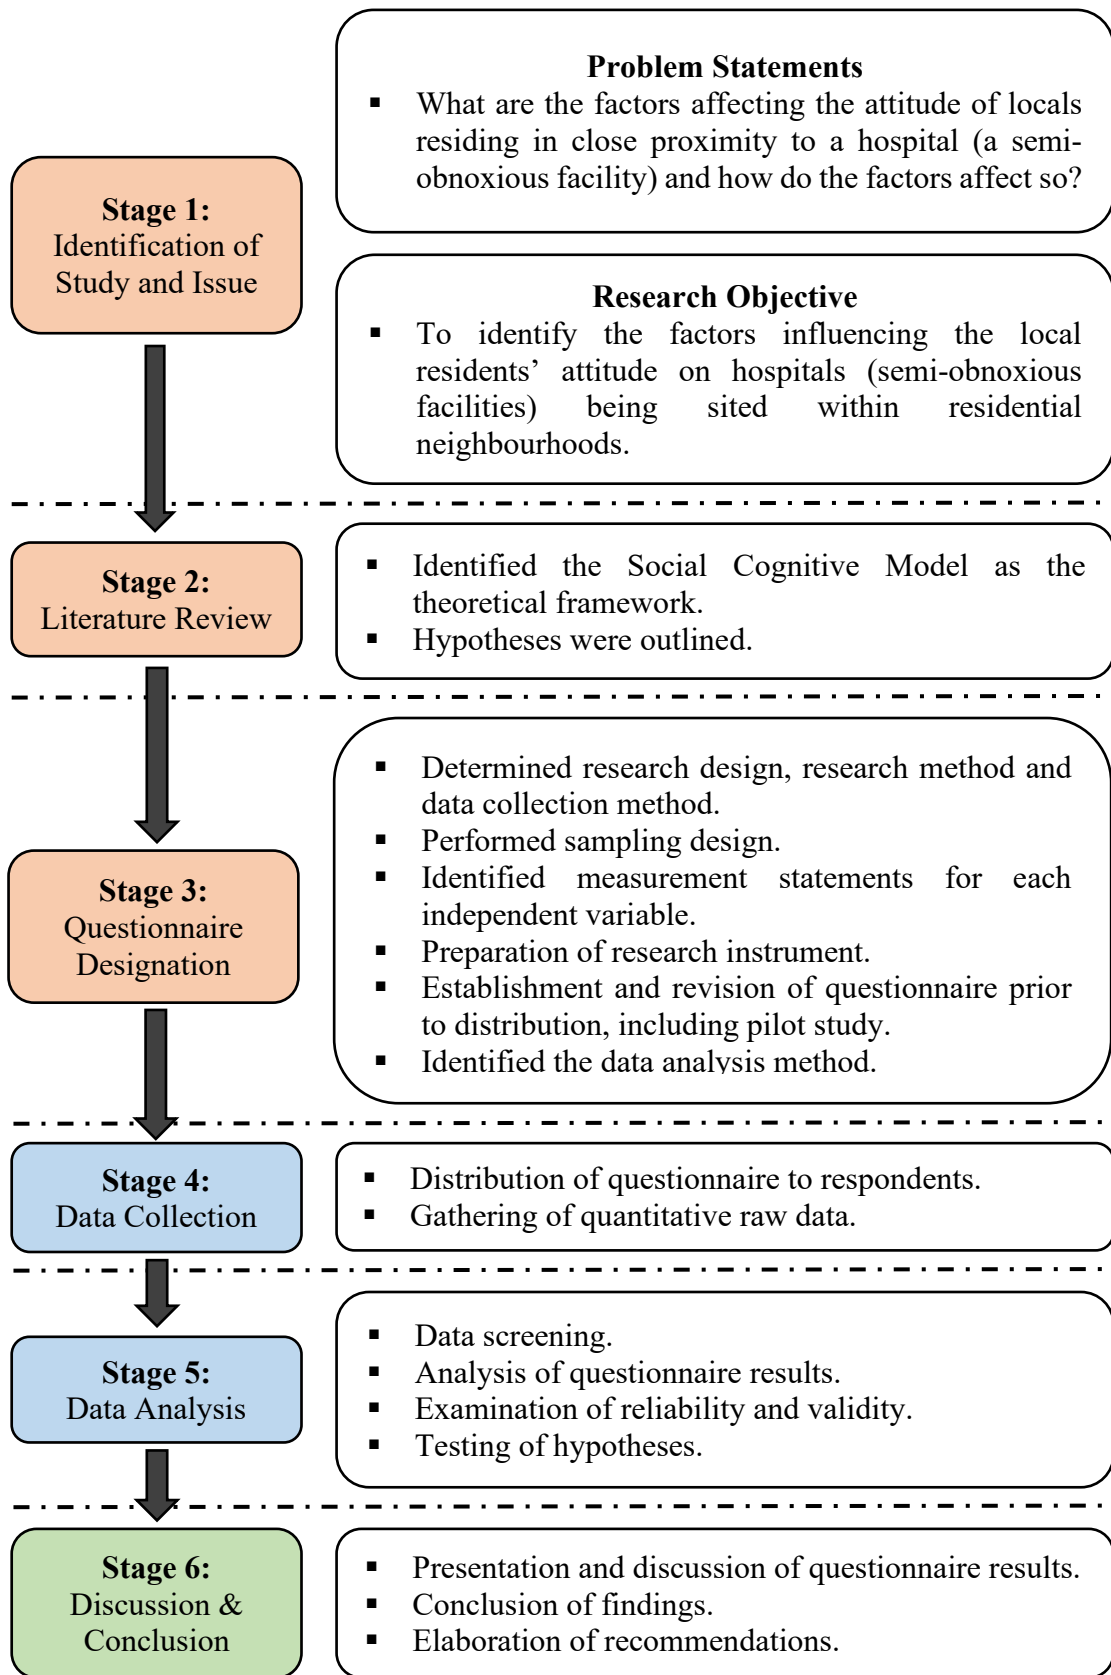 Problem Statements
▪ What are the factors affecting the attitude of locals
residing in close proximity to a hospital (a semi-
obnoxious facility) and how do the factors affect so?
Stage 1:
Identification of
Study and Issue
Research Objective
▪ To identify the factors influencing the local
residents’ attitude on hospitals (semi-obnoxious
facilities) being sited within residential
neighbourhoods.
Stage 2:
Literature Review
▪ Identified the Social Cognitive Model as the
theoretical framework.
▪ Hypotheses were outlined.
Stage 3:
Questionnaire
Designation
▪ Determined research design, research method and
data collection method.
▪ Performed sampling design.
▪ Identified measurement statements for each
independent variable.
▪ Preparation of research instrument.
▪ Establishment and revision of questionnaire prior
to distribution, including pilot study.
▪ Identified the data analysis method.
Stage 4:
Data Collection
▪ Distribution of questionnaire to respondents.
▪ Gathering of quantitative raw data.
Stage 5:
Data Analysis
▪ Data screening.
▪ Analysis of questionnaire results.
▪ Examination of reliability and validity.
▪ Testing of hypotheses.
Stage 6:
Discussion &
Conclusion
▪ Presentation and discussion of questionnaire results.
▪ Conclusion of findings.
▪ Elaboration of recommendations.